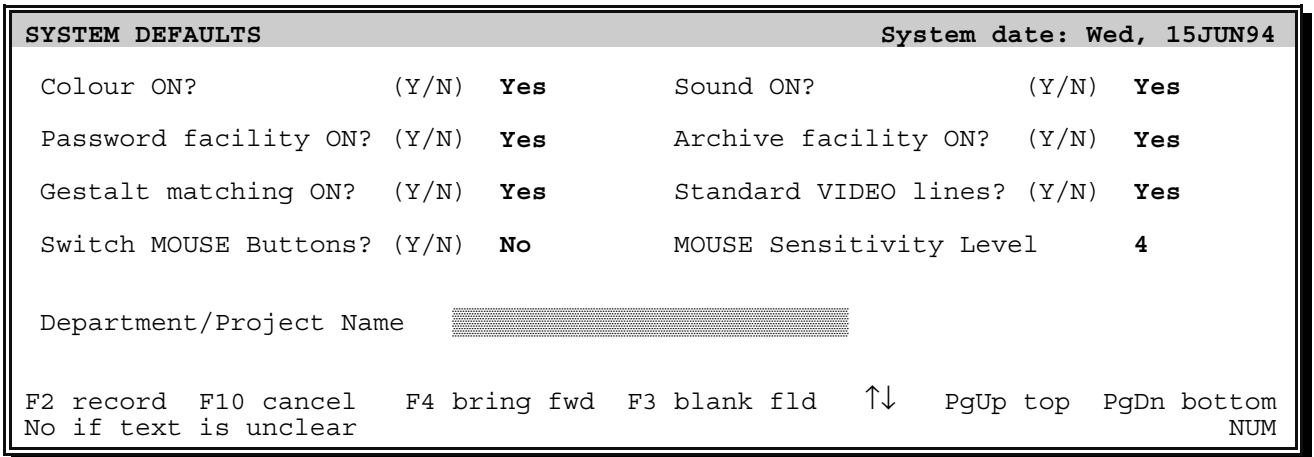 SYSTEM DEFAULTS System date: Wed, 15JUN94
Colour ON? (Y/N) Yes Sound ON? (Y/N) Yes
Password facility ON? (Y/N) Yes Archive facility ON? (Y/N) Yes
Gestalt matching ON? (Y/N) Yes Standard VIDEO lines? (Y/N) Yes
Switch MOUSE Buttons? (Y/N) No MOUSE Sensitivity Level 4
Department/Project Name
F2 record F10 cancel F4 bring fwd F3 blank fld ↑↓ PgUp top PgDn bottom
No if text is unclear NUM